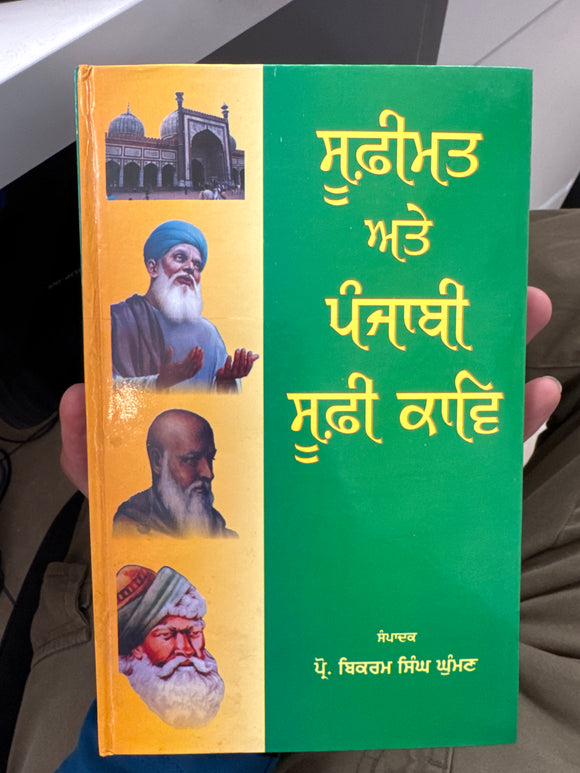 ਸੂਫ਼ੀਮਤ
ਅਤੇ
ਪੰਜਾਬੀ
ਸੂਫ਼ੀ ਕਾਵਿ
ਸੰਪਾਦਕ
ਪ੍ਰੋ. ਬਿਕਰਮ ਸਿੰਘ ਘੁੰਮਣ